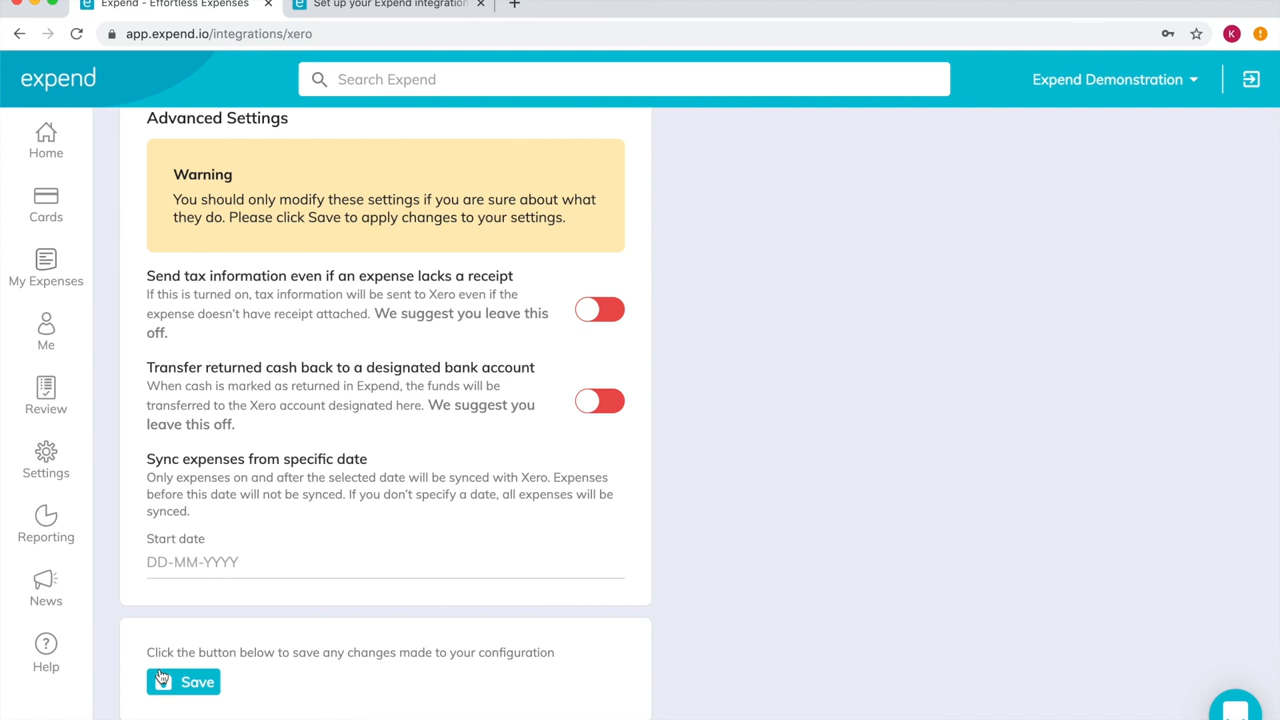 Expend - Effortless Expenses
Set up your Expend integration
app.expend.io/integrations/xero
K
expend
Search Expend
Expend Demonstration
Home
Cards
My Expenses
Me
Review
Settings
Reporting
News
Help
Advanced Settings
Warning
You should only modify these settings if you are sure about what
they do. Please click Save to apply changes to your settings.
Send tax information even if an expense lacks a receipt
If this is turned on, tax information will be sent to Xero even if the
expense doesn't have receipt attached. We suggest you leave this
off.
Transfer returned cash back to a designated bank account
When cash is marked as returned in Expend, the funds will be
transferred to the Xero account designated here. We suggest you
leave this off.
Sync expenses from specific date
Only expenses on and after the selected date will be synced with Xero. Expenses
before this date will not be synced. If you don't specify a date, all expenses will be
synced.
Start date
DD-MM-YYYY
Click the button below to save any changes made to your configuration
Save